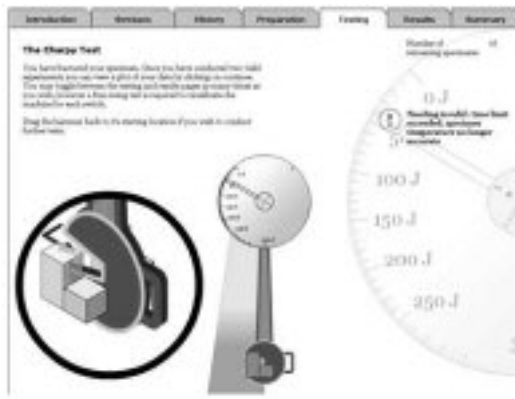 Introduction
History
Preparation
Testing
Results
Summary
The Charpy Test
You have fractured your specimen. Once you have conducted two valid
experiments you can view a plot of your data by clicking on continue.
You may toggle between the testing and results pages as many times as
you wish, however a free swing test is required to recalibrate the
machine for each switch.
Drag the hammer back to its starting location if you wish to conduct
further tests.
Number of
remaining specimens
0 J
Reading invalid: time limit
exceeded, specimen
temperature no longer
accurate
100 J
150 J
200 J
250 J